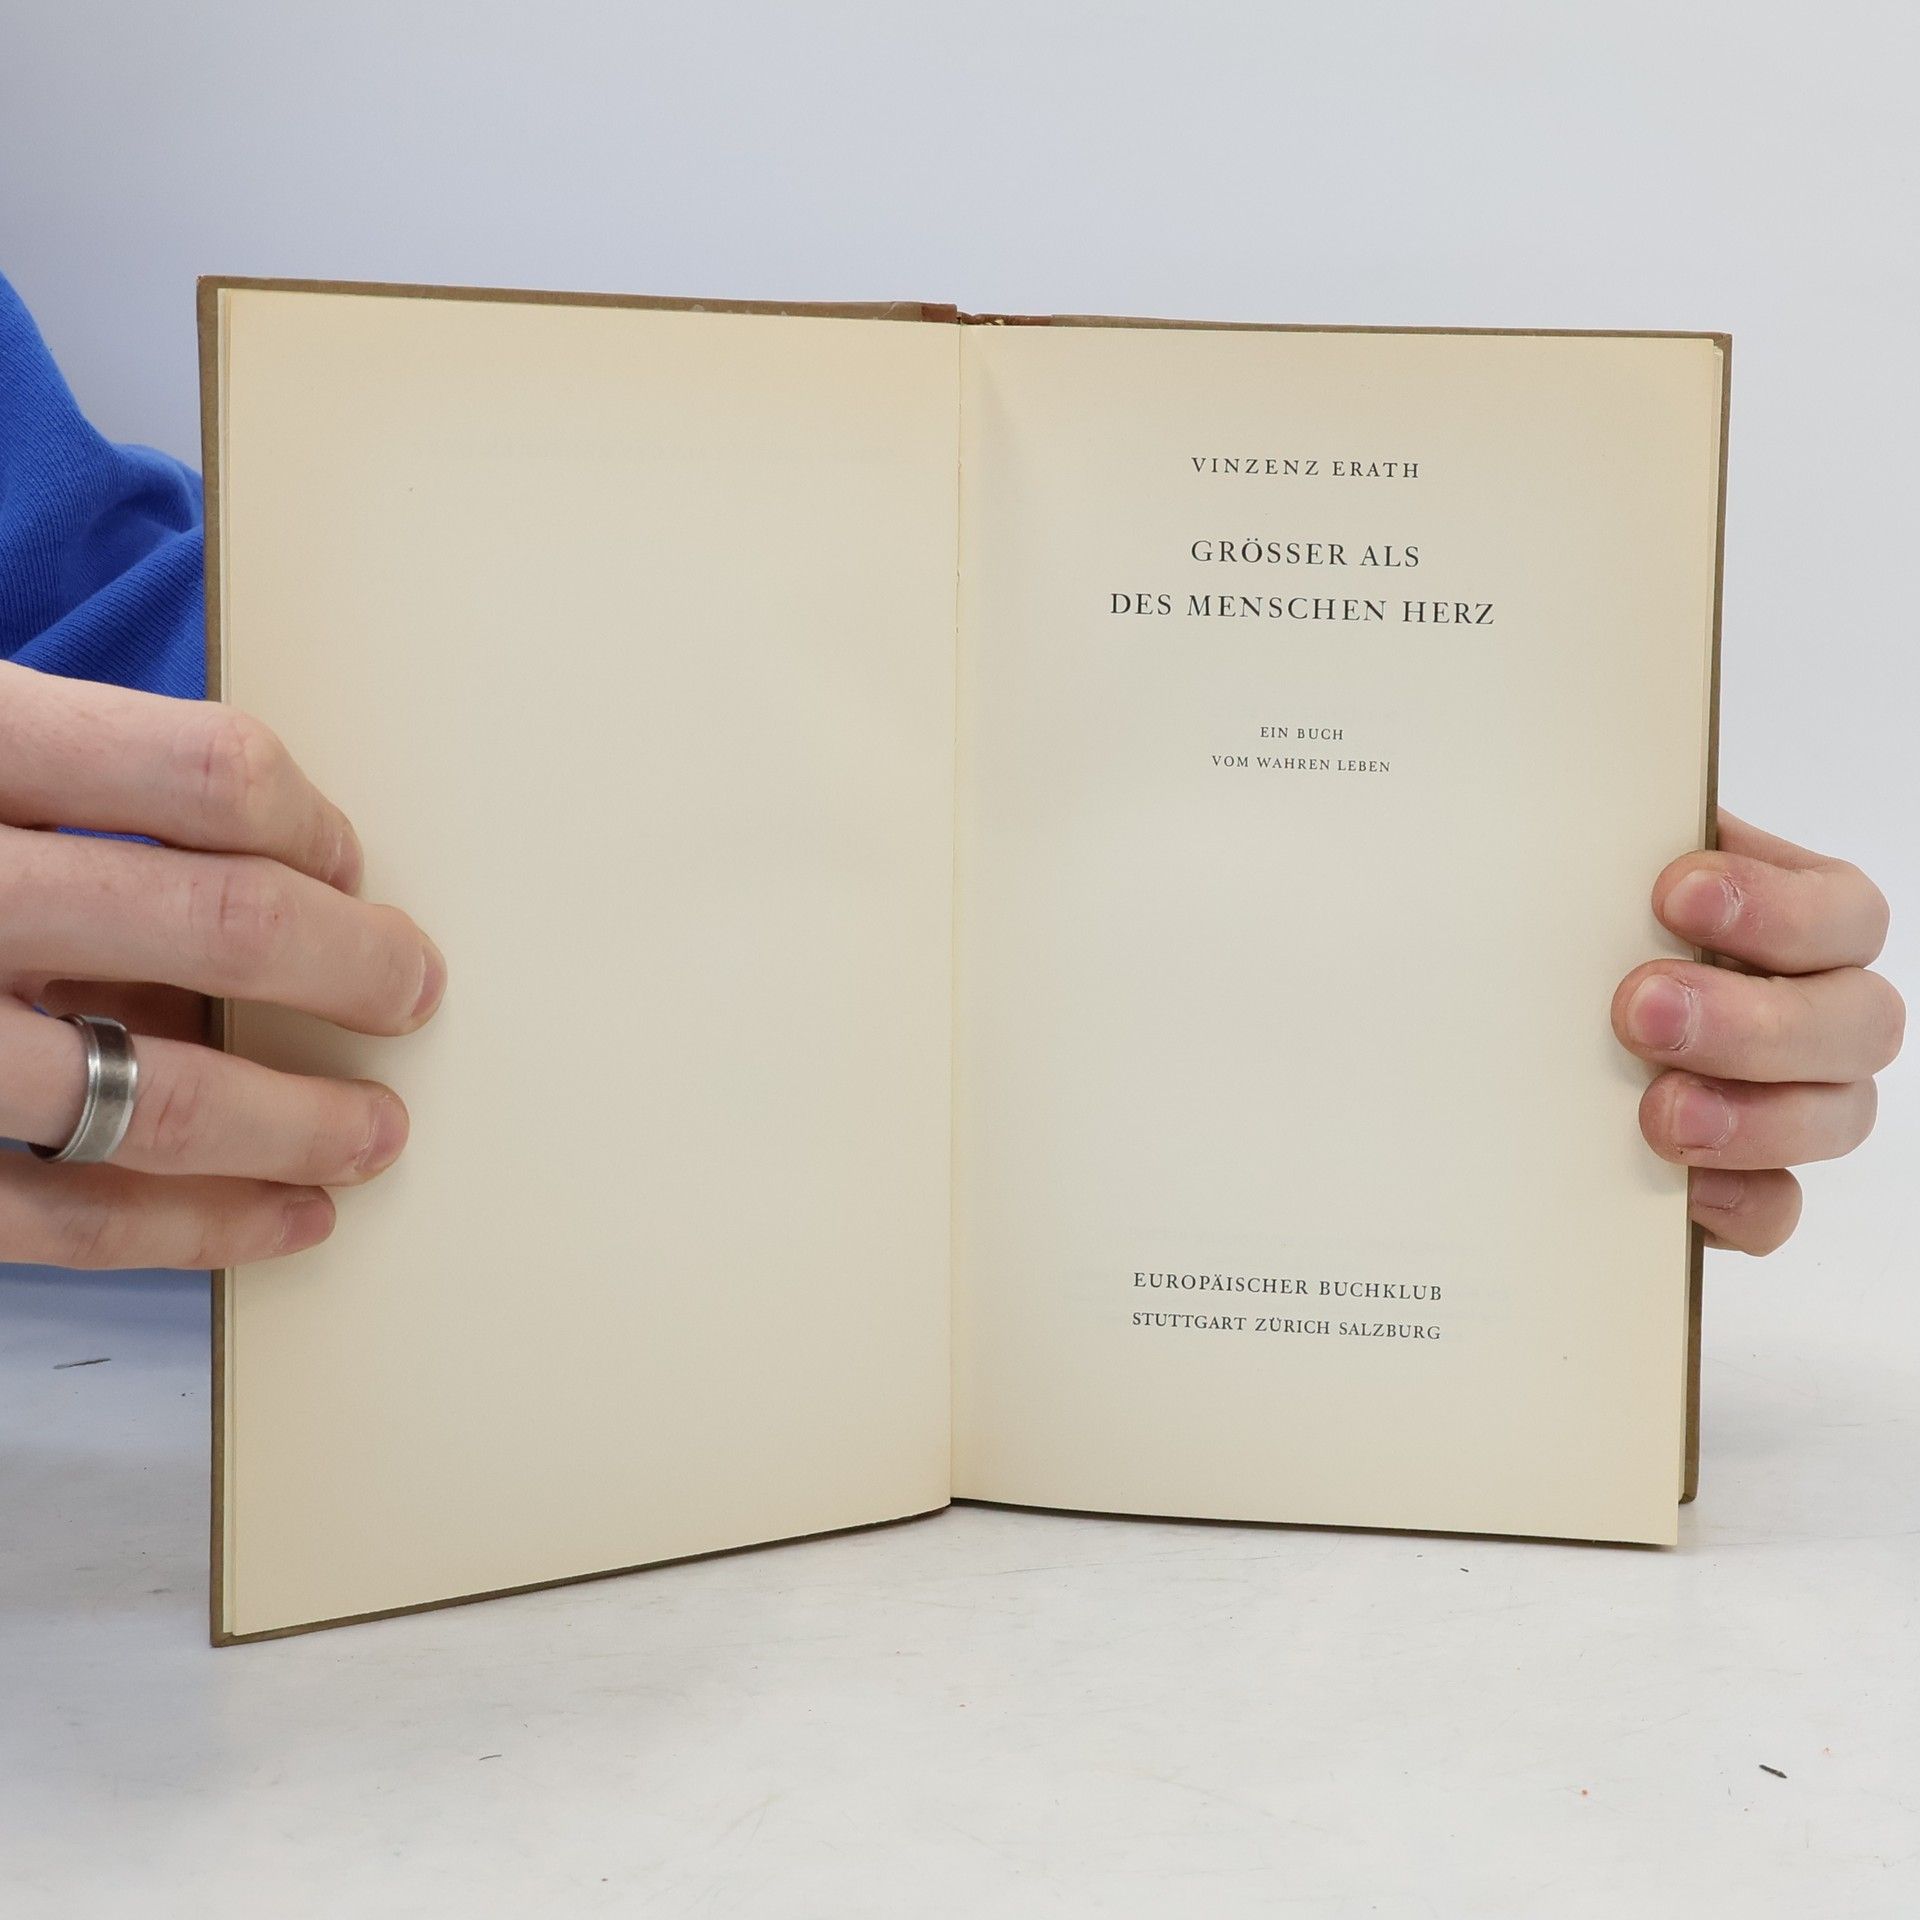 VINZENZ ERATH
GRÖSSER ALS
DES MENSCHEN HERZ
EIN BUCH
VOM WAHREN LEBEN
EUROPÄISCHER BUCHKLUB
STUTTGART ZÜRICH SALZBURG